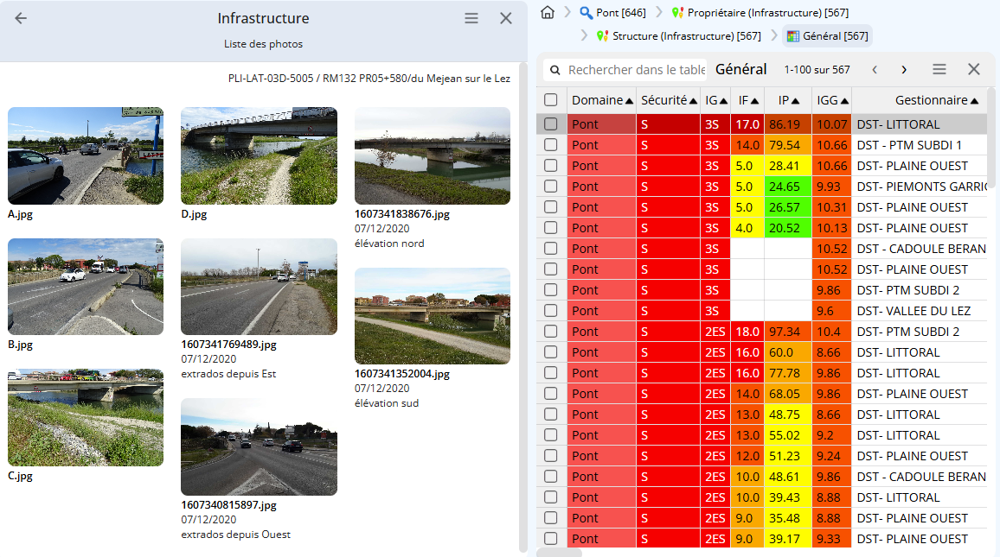 Infrastructure
Liste des photos
PLI-LAT-03D-5005 / RM132 PR05+580/du Mejean sur le Lez
A.jpg
B.jpg
C.jpg
D.jpg
1607341769489.jpg
07/12/2020
extrados depuis Est
1607340815897.jpg
07/12/2020
extrados depuis Ouest
1607341838676.jpg
07/12/2020
élévation nord
1607341352004.jpg
07/12/2020
élévation sud
Pont [646] Propriétaire (Infrastructure) [567]
Structure (Infrastructure) [567] Général [567]
Rechercher dans le table Général 1-100 sur 567
Domaine Sécurité IG IF IP IGG Gestionnaire
Pont S 3S 17.0 86.19 10.07 DST- LITTORAL
Pont S 3S 14.0 79.54 10.66 DST - PTM SUBDI 1
Pont S 3S 5.0 28.41 10.66 DST- PLAINE OUEST
Pont S 3S 5.0 24.65 9.93 DST- PIEMONTS GARRIC
Pont S 3S 5.0 26.57 10.31 DST- PLAINE OUEST
Pont S 3S 4.0 20.52 10.13 DST- PLAINE OUEST
Pont S 3S 10.52 DST - CADOULE BERAN
Pont S 3S 10.52 DST- PLAINE OUEST
Pont S 3S 9.86 DST - PTM SUBDI 2
Pont S 3S 9.6 DST- VALLEE DU LEZ
Pont S 2ES 18.0 97.34 10.4 DST- PTM SUBDI 2
Pont S 2ES 16.0 60.0 8.66 DST- LITTORAL
Pont S 2ES 16.0 77.78 9.86 DST- LITTORAL
Pont S 2ES 14.0 68.05 9.86 DST- PLAINE OUEST
Pont S 2ES 13.0 48.75 8.66 DST- LITTORAL
Pont S 2ES 13.0 55.02 9.2 DST- LITTORAL
Pont S 2ES 12.0 51.23 9.24 DST- PLAINE OUEST
Pont S 2ES 10.0 48.61 9.86 DST - CADOULE BERAN
Pont S 2ES 10.0 39.43 8.88 DST- LITTORAL
Pont S 2ES 9.0 35.48 8.88 DST- PLAINE OUEST
Pont S 2ES 9.0 39.17 9.33 DST- PLAINE OUEST